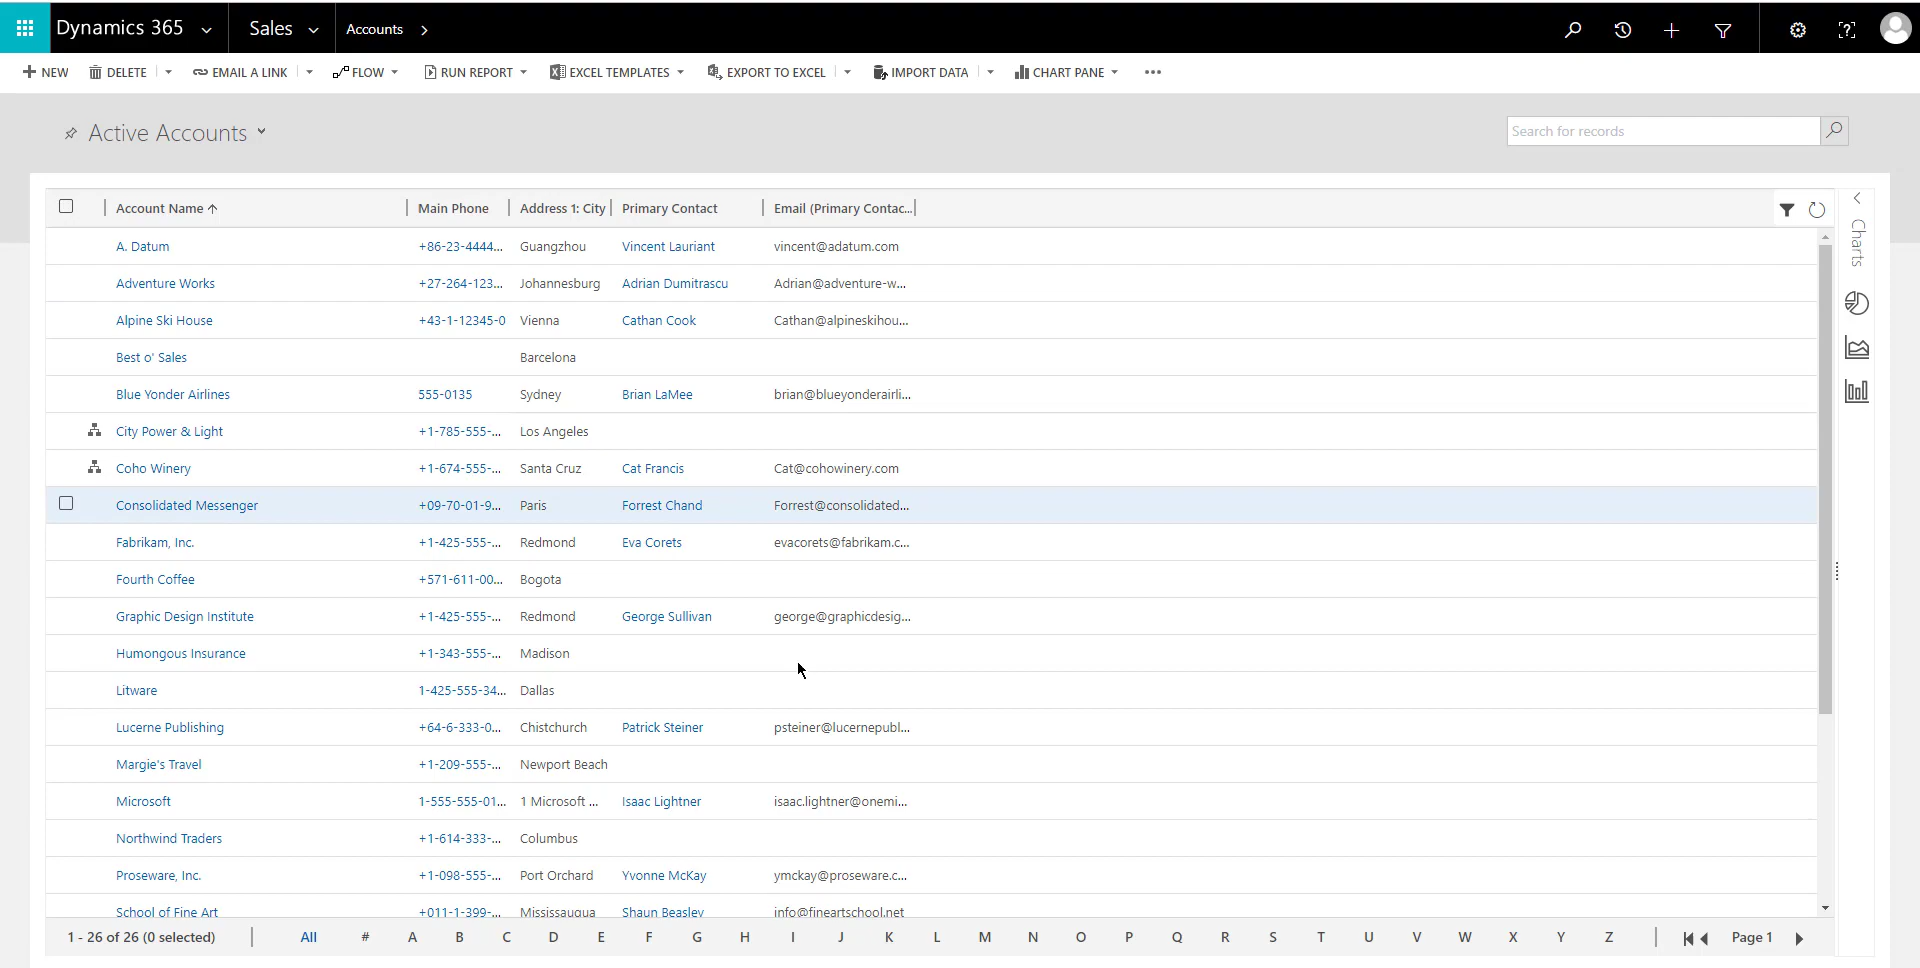 Dynamics 365 Sales Accounts
NEW DELETE EMAIL A LINK FLOW RUN REPORT EXCEL TEMPLATES EXPORT TO EXCEL IMPORT DATA CHART PANE
Active Accounts
Search for records
Account Name Main Phone Address 1: City Primary Contact Email (Primary Contac...
Charts
A. Datum +86-23-4444... Guangzhou Vincent Lauriant vincent@adatum.com
Adventure Works +27-264-123... Johannesburg Adrian Dumitrascu Adrian@adventure-w...
Alpine Ski House +43-1-12345-0 Vienna Cathan Cook Cathan@alpineskihou...
Best o' Sales Barcelona
Blue Yonder Airlines 555-0135 Sydney Brian LaMee brian@blueyonderairli...
City Power & Light +1-785-555-... Los Angeles
Coho Winery +1-674-555-... Santa Cruz Cat Francis Cat@cohowinery.com
Consolidated Messenger +09-70-01-9... Paris Forrest Chand Forrest@consolidated...
Fabrikam, Inc. +1-425-555-... Redmond Eva Corets evacorets@fabrikam.c...
Fourth Coffee +571-611-00... Bogota
Graphic Design Institute +1-425-555-... Redmond George Sullivan george@graphicdesig...
Humongous Insurance +1-343-555-... Madison
Litware 1-425-555-34... Dallas
Lucerne Publishing +64-6-333-0... Chistchurch Patrick Steiner psteiner@lucernepubl...
Margie's Travel +1-209-555-... Newport Beach
Microsoft 1-555-555-01... 1 Microsoft ... Isaac Lightner isaac.lightner@onemi...
Northwind Traders +1-614-333-... Columbus
Proseware, Inc. +1-098-555-... Port Orchard Yvonne McKay ymckay@proseware.c...
School of Fine Art +011-1-399-... Mississauga Shaun Beasley info@fineartschool.net
1 - 26 of 26 (0 selected) All # A B C D E F G H I J K L M N O P Q R S T U V W X Y Z Page 1